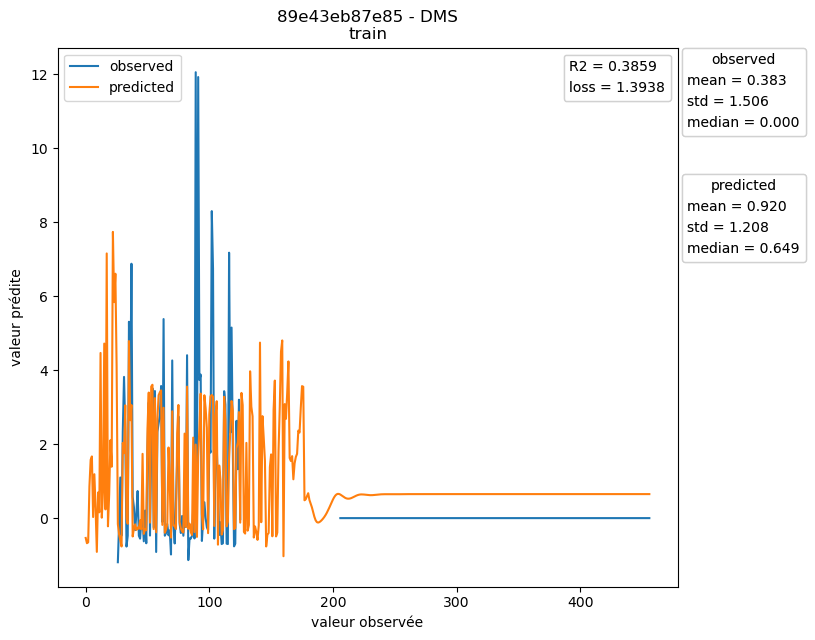 89e43eb87e85 - DMS
train
observed
predicted
R2 = 0.3859
loss = 1.3938
observed
mean = 0.383
std = 1.506
median = 0.000
predicted
mean = 0.920
std = 1.208
median = 0.649
valeur prédite
12
10
8
6
4
2
0
0
100
200
300
400
valeur observée